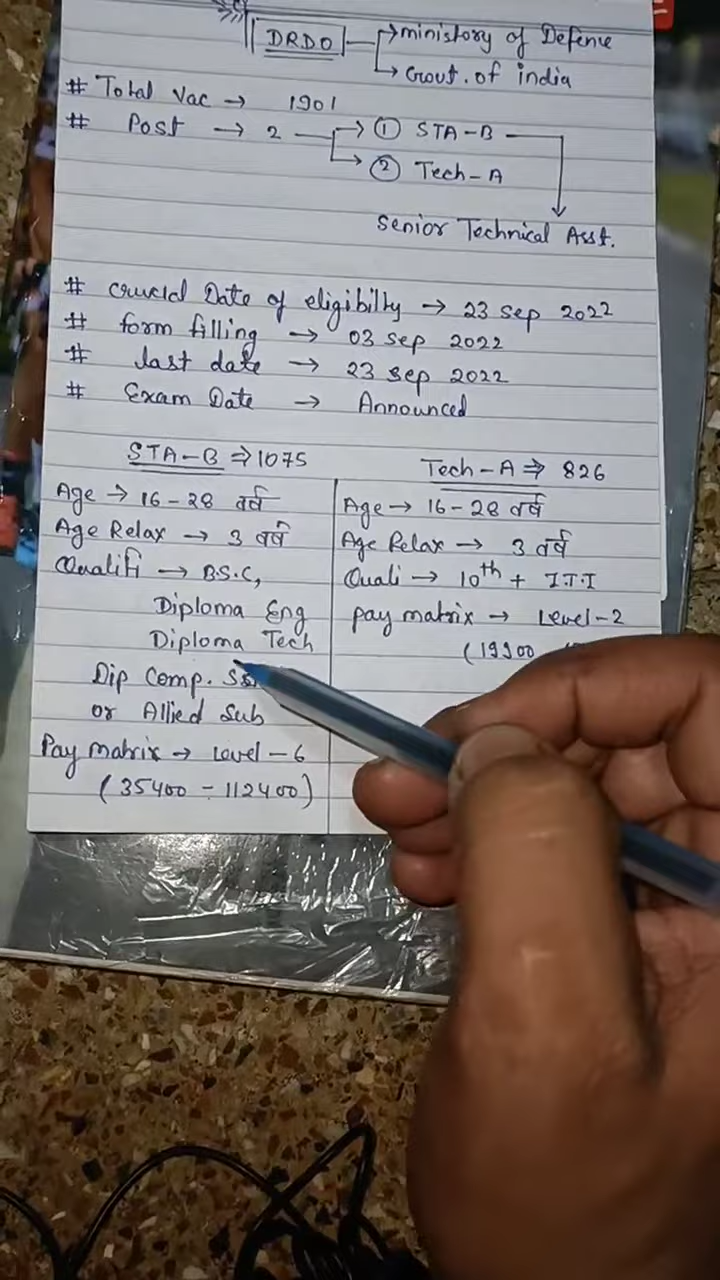 DRDO → ministory of Defence
→ Govt. of india
# Total Vac → 1901
# Post → 2 → ① STA-B
→ ② Tech-A
Senior Technical Asst.
# crucial Date of eligibilty → 23 Sep 2022
# form filling → 03 Sep 2022
# last date → 23 Sep 2022
# Exam Date → Announced
STA-B ⇒ 1075
Age → 16-28 वर्ष
Age Relax → 3 वर्ष
Qualifi → B.S.C,
Diploma Eng
Diploma Tech
Dip Comp.
or Allied Sub
Pay matrix → Level-6
(35400 - 112400)
Tech-A ⇒ 826
Age → 16-28 वर्ष
Age Relax → 3 वर्ष
Quali → 10th + I.T.I
pay matrix → Level-2
(19900